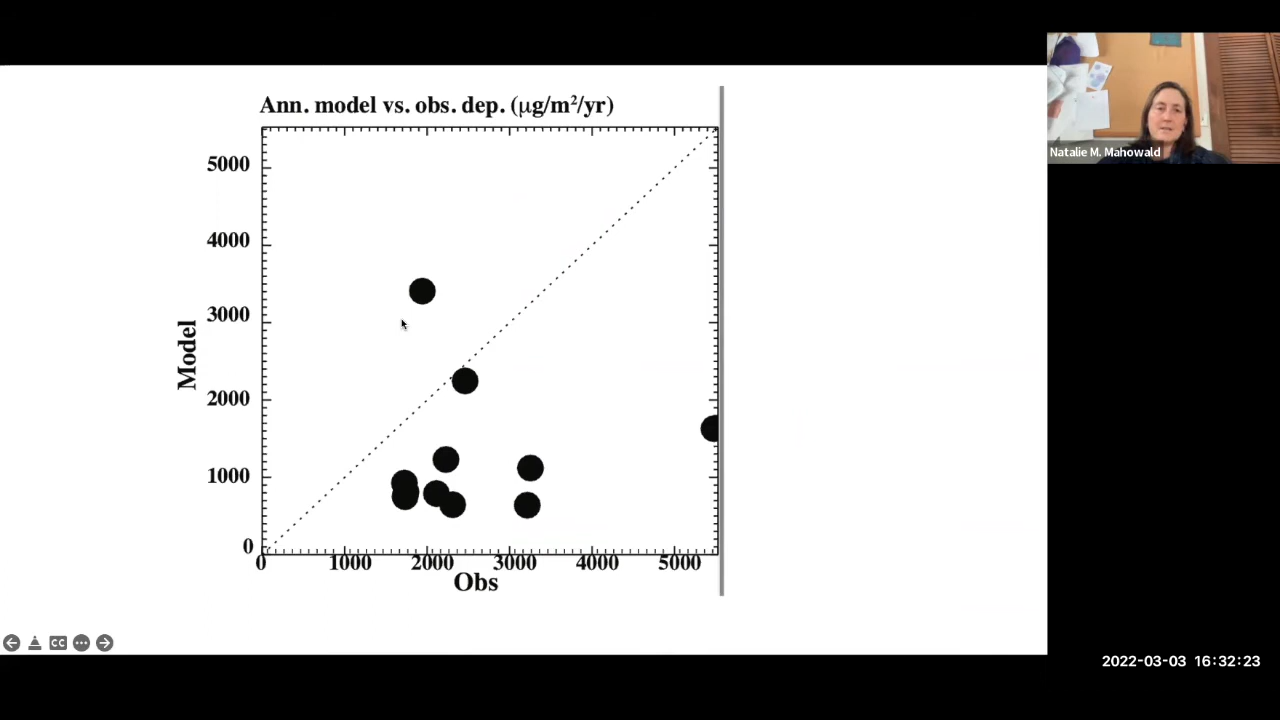 Ann. model vs. obs. dep. (µg/m²/yr)
5000
4000
3000
2000
1000
0
Model
0 1000 2000 3000 4000 5000
Obs
Natalie M. Mahowald
CC
2022-03-03 16:32:23